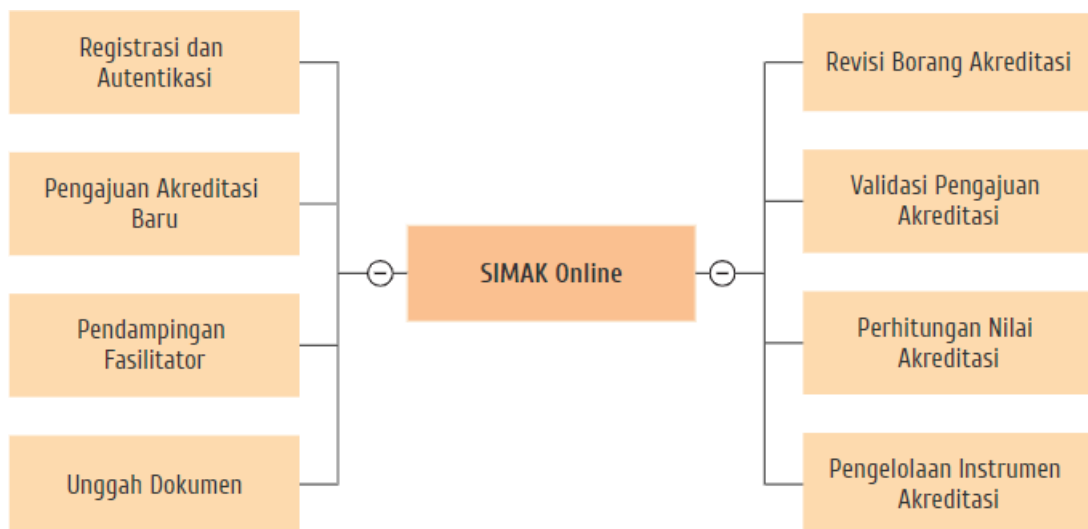 Registrasi dan
Autentikasi
Pengajuan Akreditasi
Baru
Pendampingan
Fasilitator
Unggah Dokumen
SIMAK Online
Revisi Borang Akreditasi
Validasi Pengajuan
Akreditasi
Perhitungan Nilai
Akreditasi
Pengelolaan Instrumen
Akreditasi